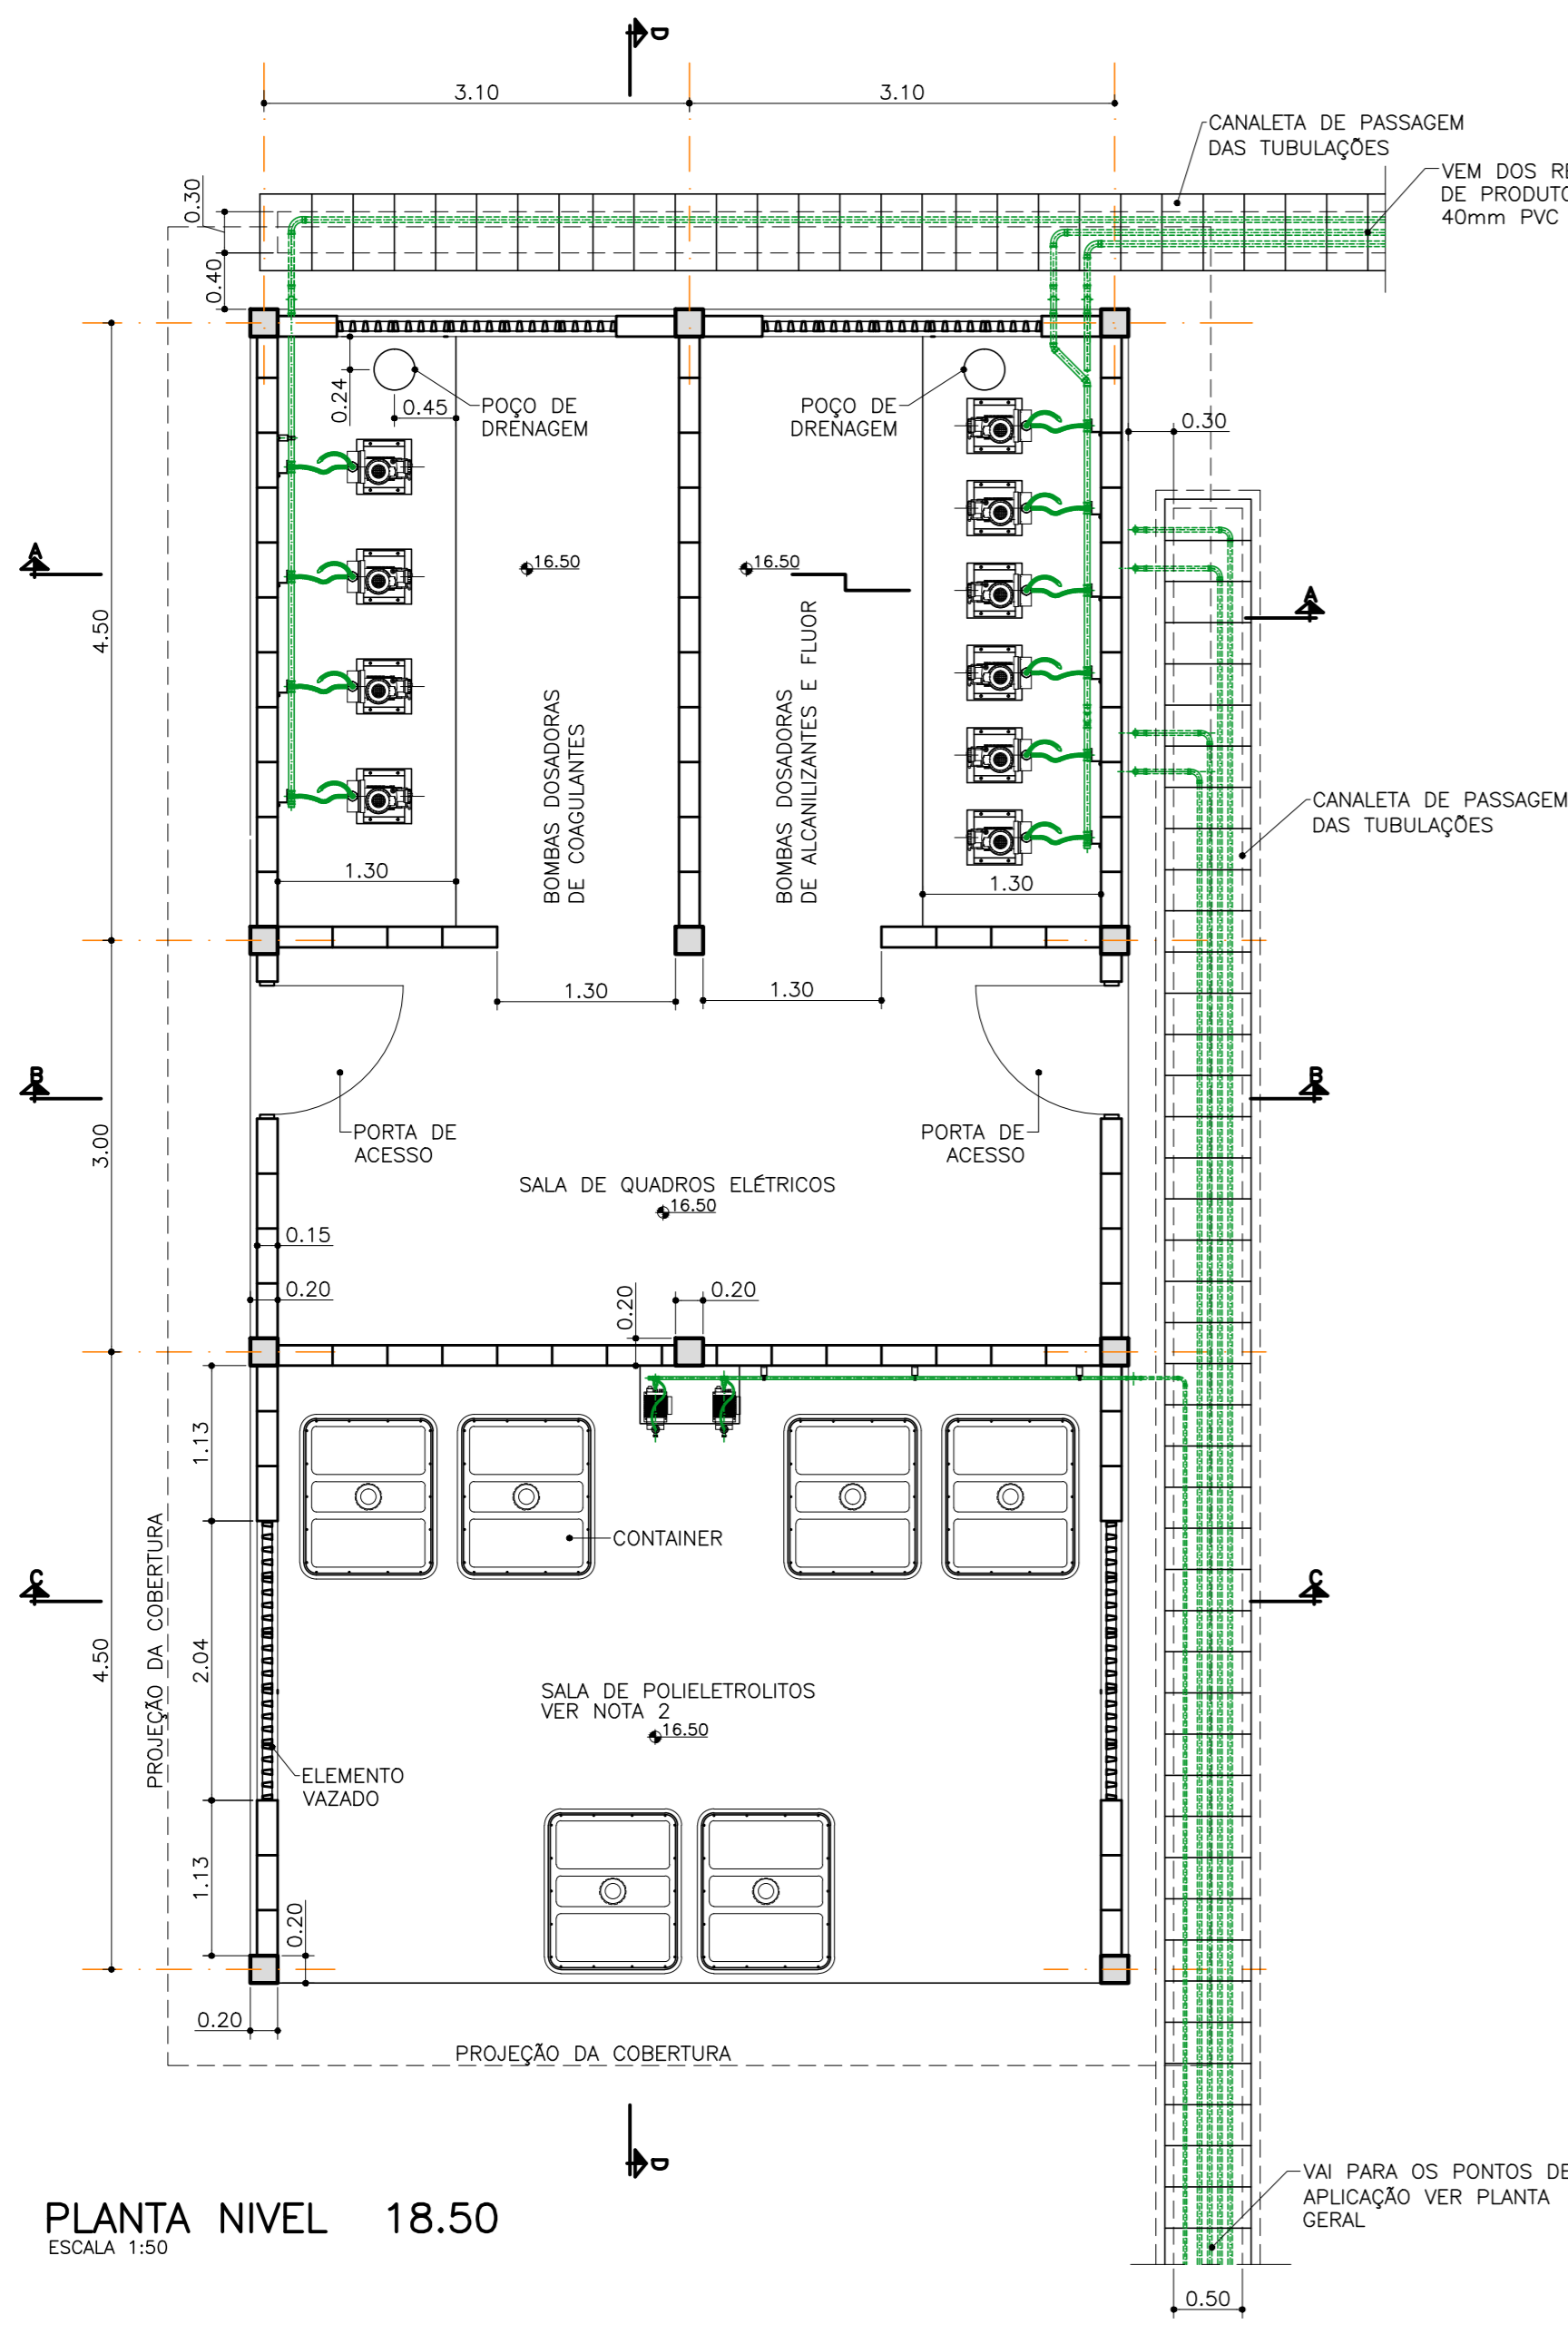 D
3.10
3.10
CANALETA DE PASSAGEM
DAS TUBULAÇÕES
VEM DOS RE
DE PRODUTO
40mm PVC
0.30
0.40
0.24
0.45
POÇO DE
DRENAGEM
POÇO DE
DRENAGEM
0.30
A
16.50
16.50
A
4.50
BOMBAS DOSADORAS
DE COAGULANTES
BOMBAS DOSADORAS
DE ALCANILIZANTES E FLUOR
CANALETA DE PASSAGEM
DAS TUBULAÇÕES
1.30
1.30
1.30
1.30
B
B
3.00
PORTA DE
ACESSO
PORTA DE
ACESSO
SALA DE QUADROS ELÉTRICOS
16.50
0.15
0.20
0.20
0.20
1.13
CONTAINER
C
C
PROJEÇÃO DA COBERTURA
4.50
2.04
SALA DE POLIELETROLITOS
VER NOTA 2
16.50
ELEMENTO
VAZADO
1.13
0.20
0.20
PROJEÇÃO DA COBERTURA
D
VAI PARA OS PONTOS DE
APLICAÇÃO VER PLANTA
GERAL
PLANTA NIVEL 18.50
ESCALA 1:50
0.50